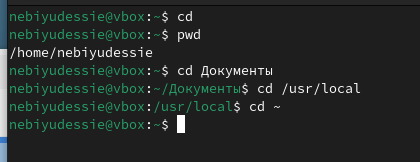 nebiyudessie@vbox:~$ cd
nebiyudessie@vbox:~$ pwd
/home/nebiyudessie
nebiyudessie@vbox:~$ cd Документы
nebiyudessie@vbox:~/Документы$ cd /usr/local
nebiyudessie@vbox:/usr/local$ cd ~
nebiyudessie@vbox:~$